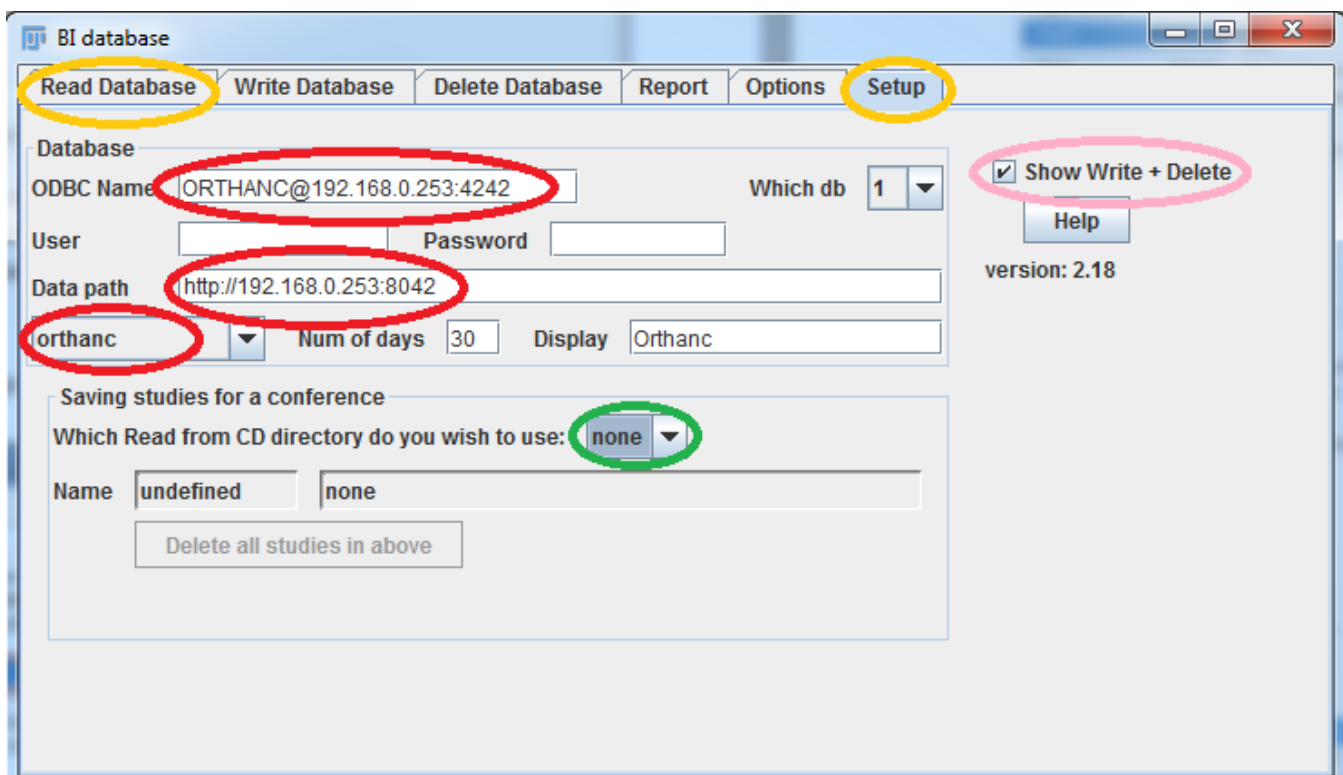 BI database
Read Database Write Database Delete Database Report Options Setup
Database
ODBC Name ORTHANC@192.168.0.253:4242 Which db 1 Show Write + Delete
Help
User Password
version: 2.18
Data path http://192.168.0.253:8042
orthanc Num of days 30 Display Orthanc
Saving studies for a conference
Which Read from CD directory do you wish to use: none
Name undefined none
Delete all studies in above